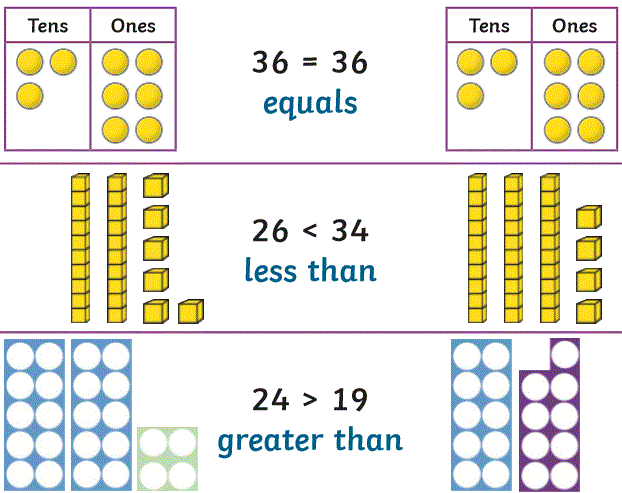 Tens Ones
36 = 36
equals
Tens Ones
26 < 34
less than
24 > 19
greater than